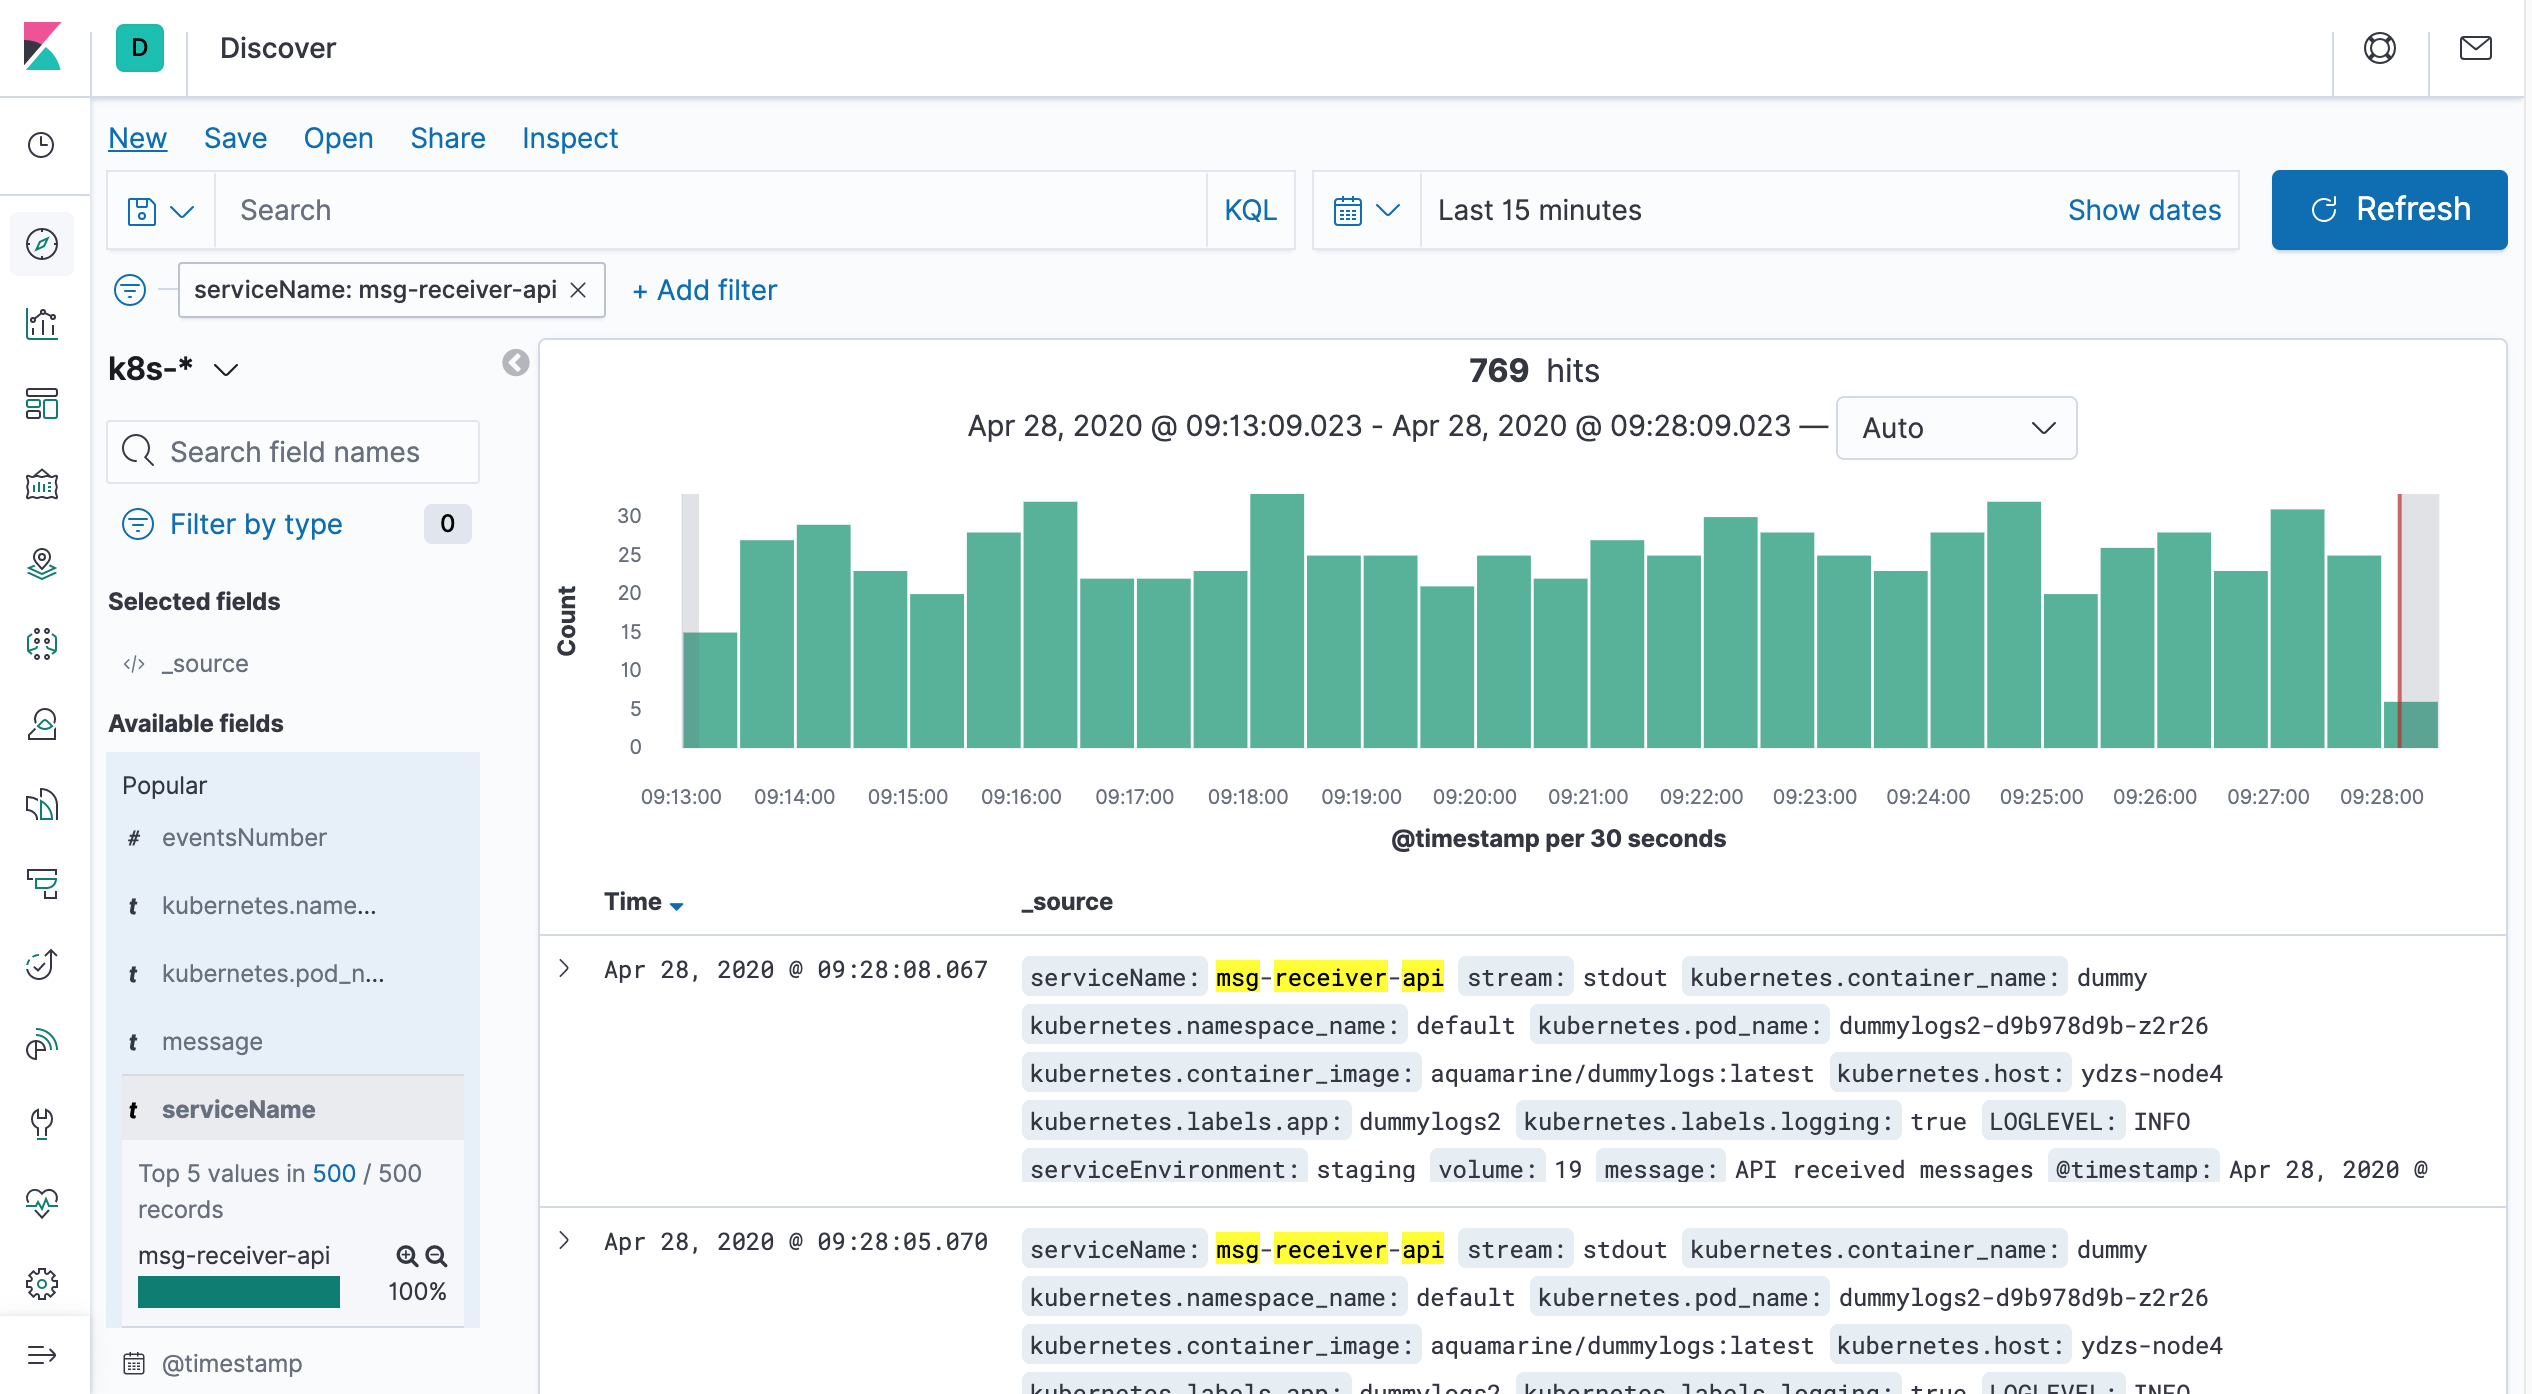 D Discover
New Save Open Share Inspect
Search KQL Last 15 minutes Show dates Refresh
serviceName: msg-receiver-api + Add filter
k8s-*
Search field names
Filter by type 0
Selected fields
_source
Available fields
Popular
# eventsNumber
t kubernetes.name...
t kubernetes.pod_n...
t message
t serviceName
Top 5 values in 500 / 500
records
msg-receiver-api
100%
@timestamp
769 hits
Apr 28, 2020 @ 09:13:09.023 - Apr 28, 2020 @ 09:28:09.023 — Auto
Count
30
25
20
15
10
5
0
09:13:00 09:14:00 09:15:00 09:16:00 09:17:00 09:18:00 09:19:00 09:20:00 09:21:00 09:22:00 09:23:00 09:24:00 09:25:00 09:26:00 09:27:00 09:28:00
@timestamp per 30 seconds
Time _source
Apr 28, 2020 @ 09:28:08.067 serviceName: msg-receiver-api stream: stdout kubernetes.container_name: dummy
kubernetes.namespace_name: default kubernetes.pod_name: dummylogs2-d9b978d9b-z2r26
kubernetes.container_image: aquamarine/dummylogs:latest kubernetes.host: ydzs-node4
kubernetes.labels.app: dummylogs2 kubernetes.labels.logging: true LOGLEVEL: INFO
serviceEnvironment: staging volume: 19 message: API received messages @timestamp: Apr 28, 2020 @
Apr 28, 2020 @ 09:28:05.070 serviceName: msg-receiver-api stream: stdout kubernetes.container_name: dummy
kubernetes.namespace_name: default kubernetes.pod_name: dummylogs2-d9b978d9b-z2r26
kubernetes.container_image: aquamarine/dummylogs:latest kubernetes.host: ydzs-node4
kubernetes.labels.app: dummylogs2 kubernetes.labels.logging: true LOGLEVEL: INFO